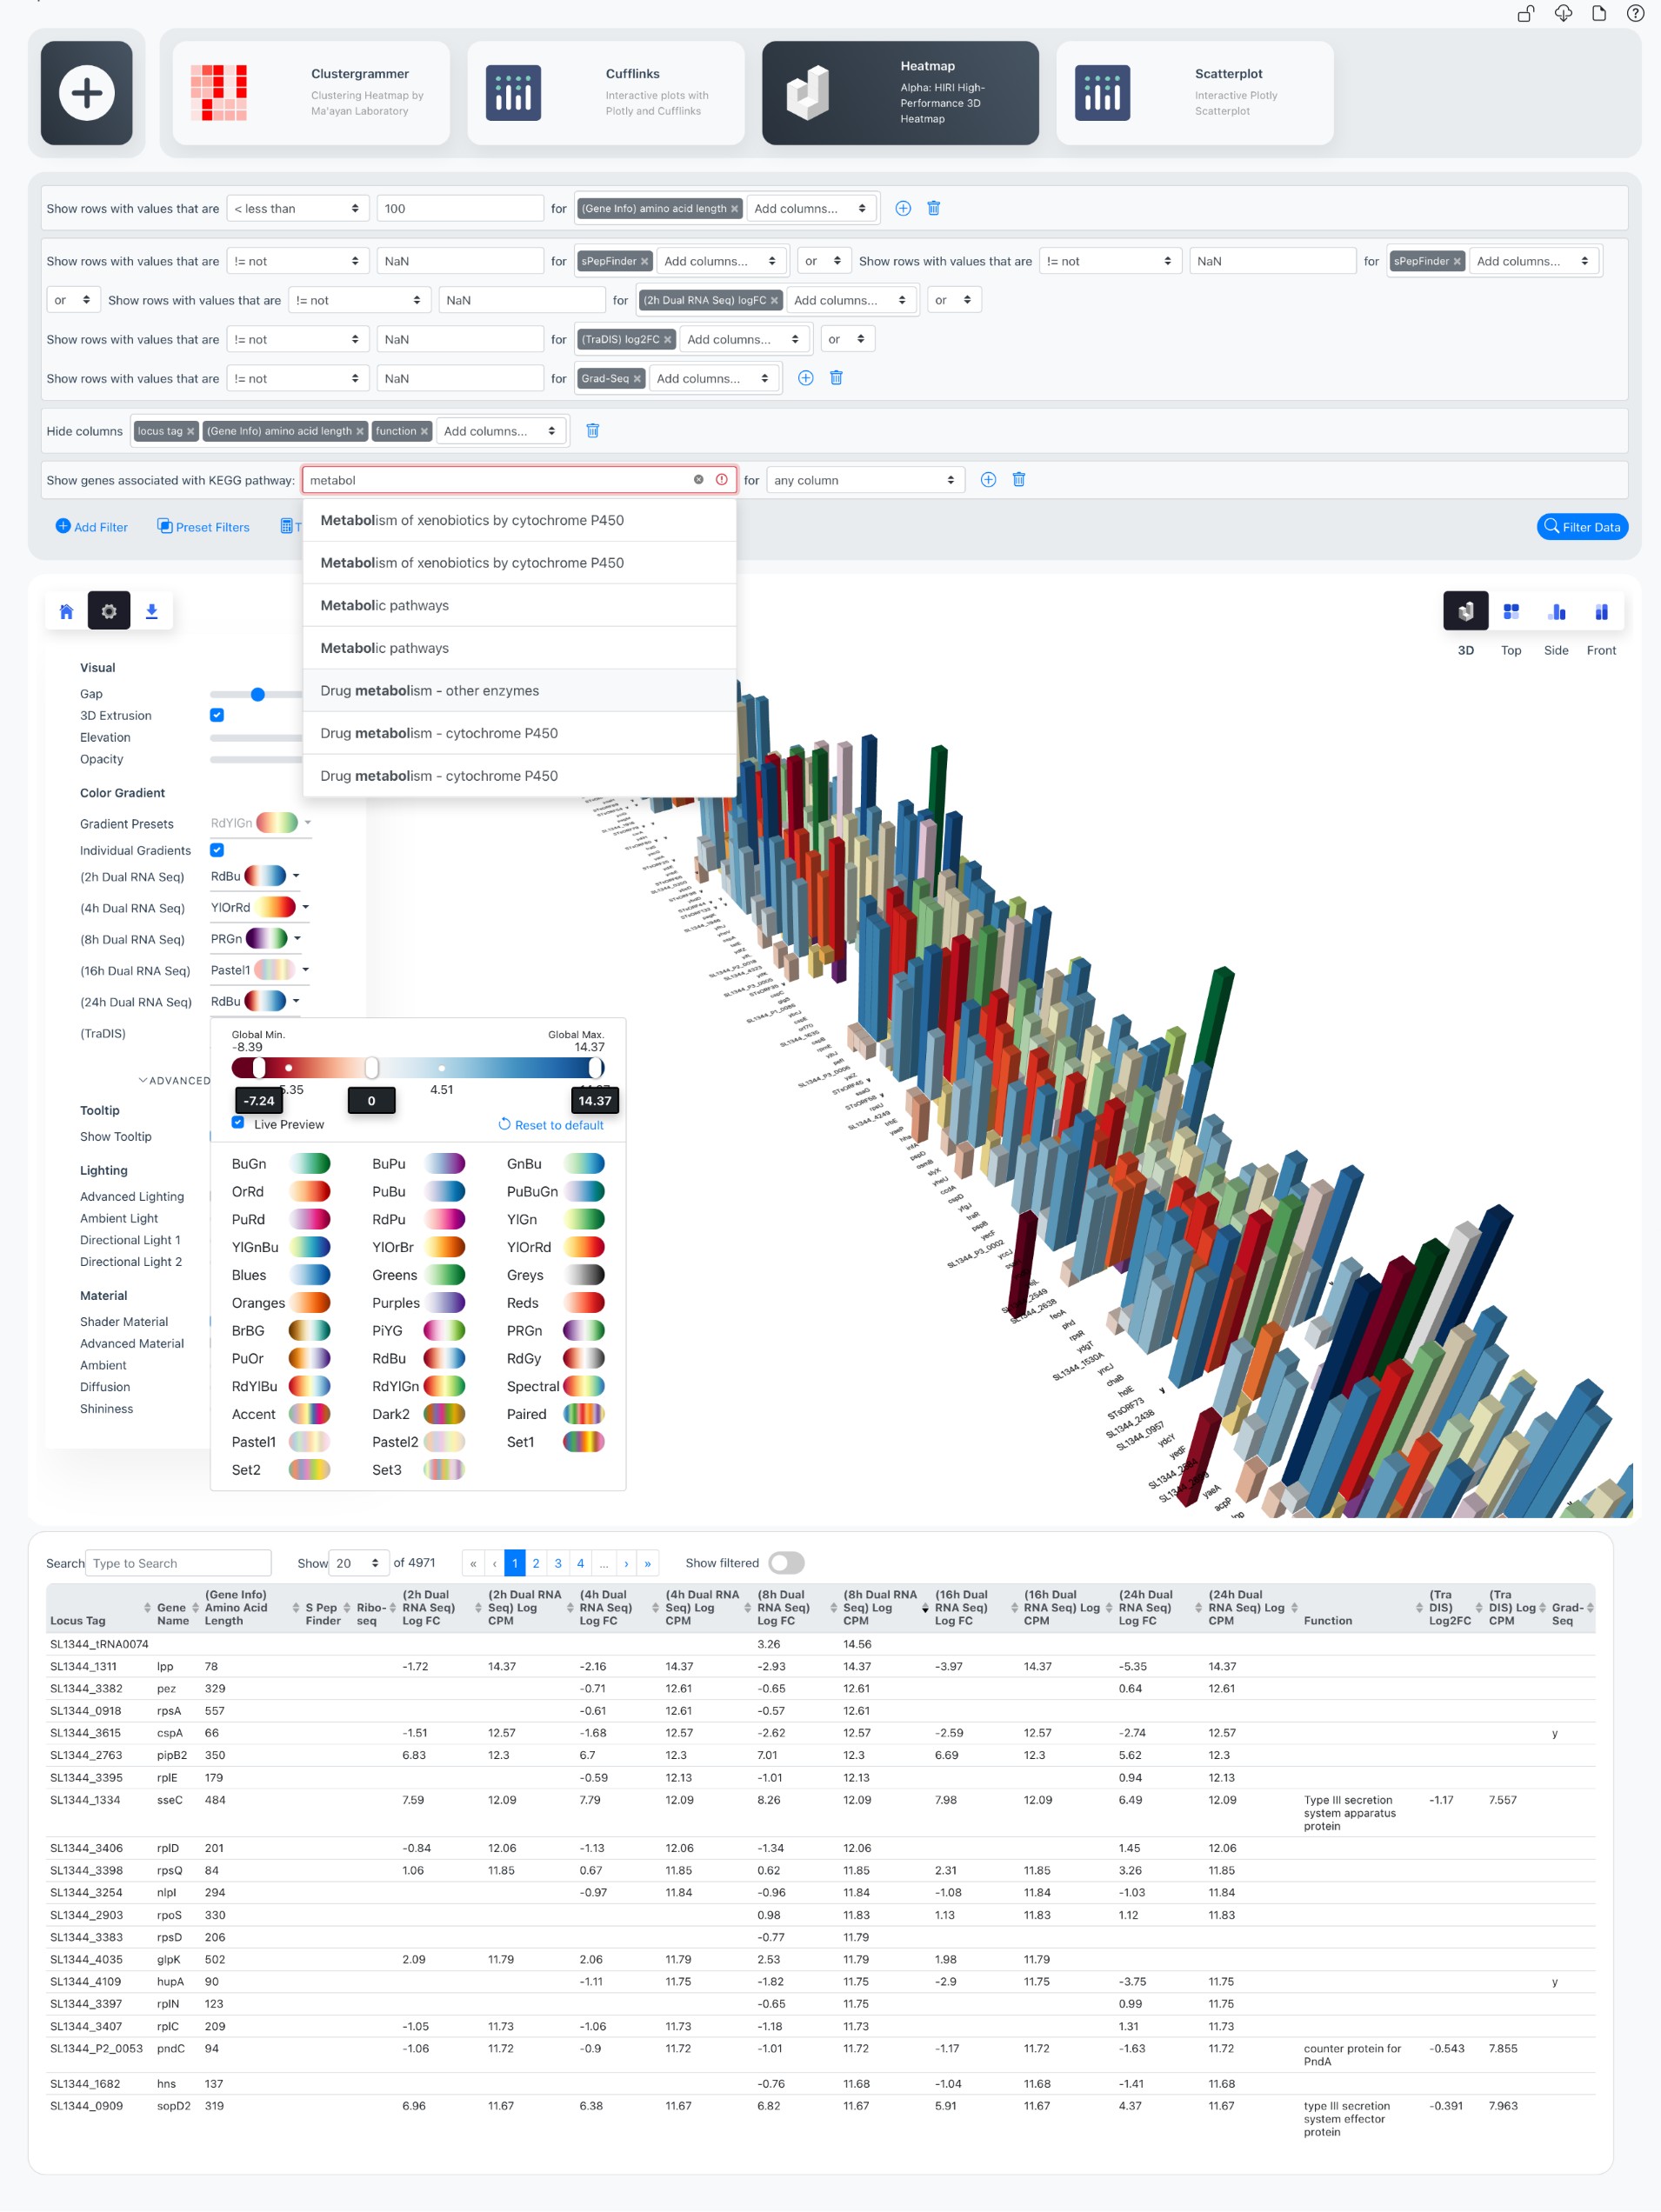 Clustergrammer
Clustering Heatmap by
Ma'ayan Laboratory
Cufflinks
Interactive plots with
Plotly and Cufflinks
Heatmap
Alpha: HIRI High-
Performance 3D
Heatmap
Scatterplot
Interactive Plotly
Scatterplot
Show rows with values that are < less than 100 for (Gene Info) amino acid length × Add columns...
Show rows with values that are != not NaN for sPepFinder × Add columns... or Show rows with values that are != not NaN for sPepFinder × Add columns...
or Show rows with values that are != not NaN for (2h Dual RNA Seq) logFC × Add columns... or
Show rows with values that are != not NaN for (TraDIS) log2FC × Add columns... or
Show rows with values that are != not NaN for Grad-Seq × Add columns...
Hide columns locus tag × (Gene Info) amino acid length × function × Add columns...
Show genes associated with KEGG pathway: metabol for any column
Add Filter Preset Filters T Filter Data
Metabolism of xenobiotics by cytochrome P450
Metabolism of xenobiotics by cytochrome P450
Metabolic pathways
Metabolic pathways
Drug metabolism - other enzymes
Drug metabolism - cytochrome P450
Drug metabolism - cytochrome P450
3D Top Side Front
Visual
Gap
3D Extrusion
Elevation
Opacity
Color Gradient
Gradient Presets RdYlGn
Individual Gradients
(2h Dual RNA Seq) RdBu
(4h Dual RNA Seq) YlOrRd
(8h Dual RNA Seq) PRGn
(16h Dual RNA Seq) Pastel1
(24h Dual RNA Seq) RdBu
(TraDIS)
ADVANCED
Tooltip
Show Tooltip
Lighting
Advanced Lighting
Ambient Light
Directional Light 1
Directional Light 2
Material
Shader Material
Advanced Material
Ambient
Diffusion
Shininess
Global Min. Global Max.
-8.39 14.37
5.35 4.51
-7.24 0 14.37
Live Preview Reset to default
BuGn BuPu GnBu
OrRd PuBu PuBuGn
PuRd RdPu YlGn
YlGnBu YlOrBr YlOrRd
Blues Greens Greys
Oranges Purples Reds
BrBG PiYG PRGn
PuOr RdBu RdGy
RdYlBu RdYlGn Spectral
Accent Dark2 Paired
Pastel1 Pastel2 Set1
Set2 Set3
SL1344_4249
SL1344_P3_0002
SL1344_2638
feoA
phd
rpsR
ydgT
SL1344_1530A
yncJ
chaB
holE
STsORF73
SL1344_2438
SL1344_0957
ydcY
yedF
yaeA
acpP
lpp
Search Type to Search Show 20 of 4971 « ‹ 1 2 3 4 ... › » Show filtered
Locus Tag Gene Name (Gene Info) Amino Acid Length S Pep Finder Ribo-seq (2h Dual RNA Seq) Log FC (2h Dual RNA Seq) Log CPM (4h Dual RNA Seq) Log FC (4h Dual RNA Seq) Log CPM (8h Dual RNA Seq) Log FC (8h Dual RNA Seq) Log CPM (16h Dual RNA Seq) Log FC (16h Dual RNA Seq) Log CPM (24h Dual RNA Seq) Log FC (24h Dual RNA Seq) Log CPM Function (Tra DIS) Log2FC (Tra DIS) Log CPM Grad-Seq
SL1344_tRNA0074 3.26 14.56
SL1344_1311 lpp 78 -1.72 14.37 -2.16 14.37 -2.93 14.37 -3.97 14.37 -5.35 14.37
SL1344_3382 pez 329 -0.71 12.61 -0.65 12.61 0.64 12.61
SL1344_0918 rpsA 557 -0.61 12.61 -0.57 12.61
SL1344_3615 cspA 66 -1.51 12.57 -1.68 12.57 -2.62 12.57 -2.59 12.57 -2.74 12.57 y
SL1344_2763 pipB2 350 6.83 12.3 6.7 12.3 7.01 12.3 6.69 12.3 5.62 12.3
SL1344_3395 rplE 179 -0.59 12.13 -1.01 12.13 0.94 12.13
SL1344_1334 sseC 484 7.59 12.09 7.79 12.09 8.26 12.09 7.98 12.09 6.49 12.09 Type III secretion -1.17 7.557
system apparatus
protein
SL1344_3406 rplD 201 -0.84 12.06 -1.13 12.06 -1.34 12.06 1.45 12.06
SL1344_3398 rpsQ 84 1.06 11.85 0.67 11.85 0.62 11.85 2.31 11.85 3.26 11.85
SL1344_3254 nlpI 294 -0.97 11.84 -0.96 11.84 -1.08 11.84 -1.03 11.84
SL1344_2903 rpoS 330 0.98 11.83 1.13 11.83 1.12 11.83
SL1344_3383 rpsD 206 -0.77 11.79
SL1344_4035 glpK 502 2.09 11.79 2.06 11.79 2.53 11.79 1.98 11.79
SL1344_4109 hupA 90 -1.11 11.75 -1.82 11.75 -2.9 11.75 -3.75 11.75 y
SL1344_3397 rplN 123 -0.65 11.75 0.99 11.75
SL1344_3407 rplC 209 -1.05 11.73 -1.06 11.73 -1.18 11.73 1.31 11.73
SL1344_P2_0053 pndC 94 -1.06 11.72 -0.9 11.72 -1.01 11.72 -1.17 11.72 -1.63 11.72 counter protein for -0.543 7.855
PndA
SL1344_1682 hns 137 -0.76 11.68 -1.04 11.68 -1.41 11.68
SL1344_0909 sopD2 319 6.96 11.67 6.38 11.67 6.82 11.67 5.91 11.67 4.37 11.67 type III secretion -0.391 7.963
system effector
protein